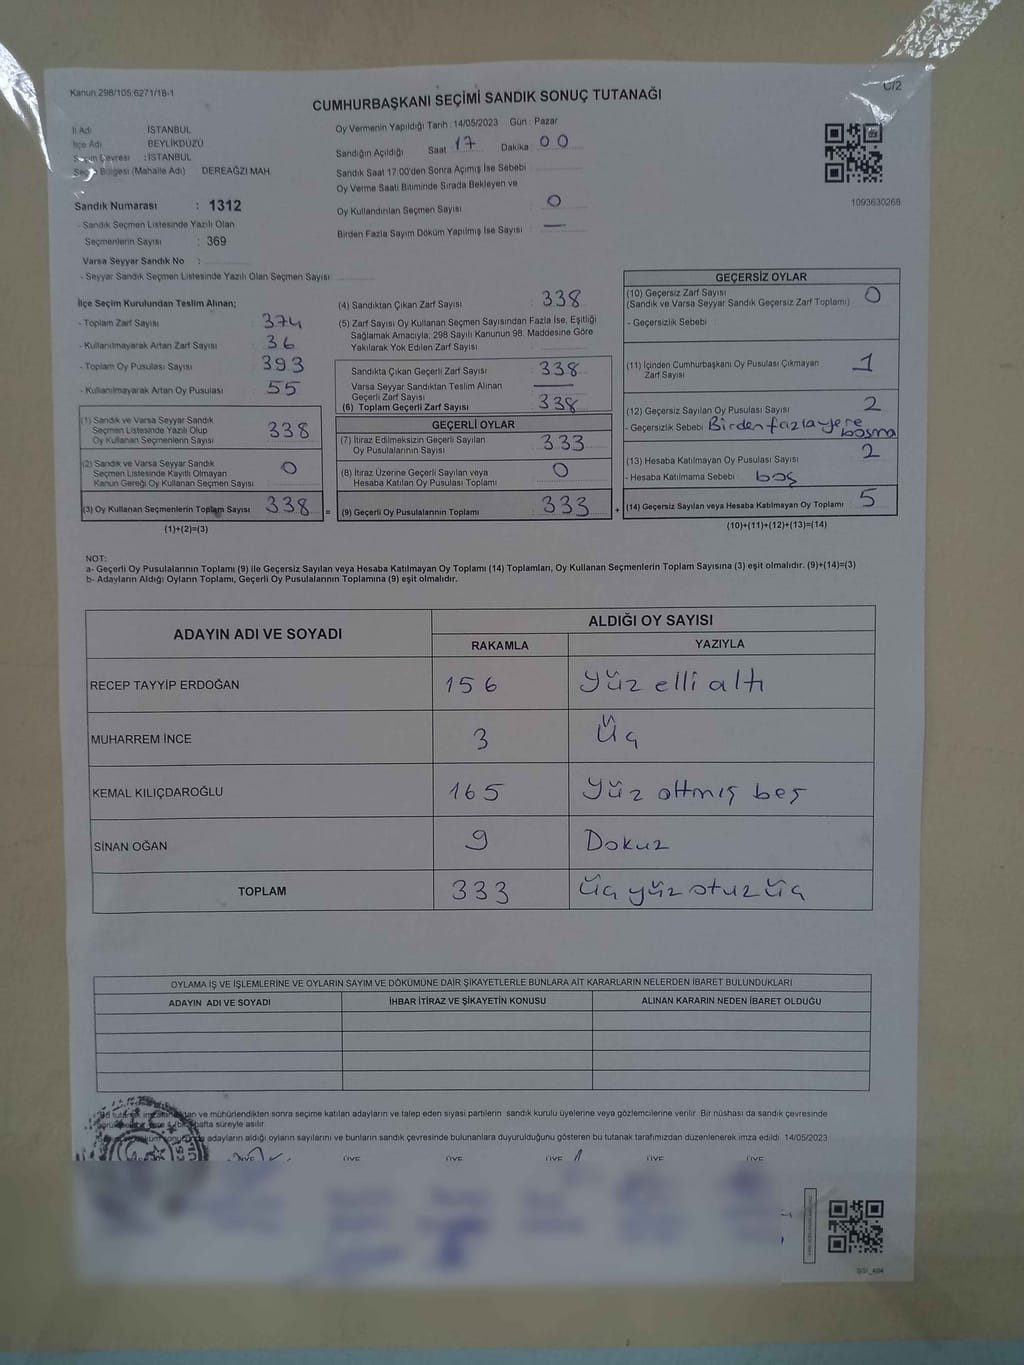 Kanun:298/105,6271/18-1
C/2
CUMHURBAŞKANI SEÇİMİ SANDIK SONUÇ TUTANAĞI
İl Adı : İSTANBUL
İlçe Adı BEYLİKDÜZÜ
Seçim Çevresi : İSTANBUL
Bölgesi (Mahalle Adı) DEREAĞZI MAH.
Oy Vermenin Yapıldığı Tarih : 14/05/2023 Gün : Pazar
Sandığın Açıldığı Saat 17 Dakika 00
Sandık Saat 17.00'den Sonra Açımış İse Sebebi
Oy Verme Saati Bitiminde Sırada Bekleyen ve
Oy Kullandırılan Seçmen Sayısı 0
Birden Fazla Sayım Döküm Yapılmış İse Sayısı : —
1093630268
Sandık Numarası : 1312
- Sandık Seçmen Listesinde Yazılı Olan
Seçmenlerin Sayısı : 369
Varsa Seyyar Sandık No :
- Seyyar Sandık Seçmen Listesinde Yazılı Olan Seçmen Sayısı:
İlçe Seçim Kurulundan Teslim Alınan;
- Toplam Zarf Sayısı 374
- Kullanılmayarak Artan Zarf Sayısı 36
- Toplam Oy Pusulası Sayısı 393
- Kullanılmayarak Artan Oy Pusulası 55
(1) Sandık ve Varsa Seyyar Sandık
Seçmen Listesinde Yazılı Olup
Oy Kullanan Seçmenlerin Sayısı 338
(2) Sandık ve Varsa Seyyar Sandık
Seçmen Listesinde Kayıtlı Olmayan
Kanun Gereği Oy Kullanan Seçmen Sayısı : 0
(3) Oy Kullanan Seçmenlerin Toplam Sayısı 338 =
(1)+(2)=(3)
(4) Sandıktan Çıkan Zarf Sayısı : 338
(5) Zarf Sayısı Oy Kullanan Seçmen Sayısından Fazla İse, Eşitliği
Sağlamak Amacıyla; 298 Sayılı Kanunun 98. Maddesine Göre
Yakılarak Yok Edilen Zarf Sayısı :
Sandıkta Çıkan Geçerli Zarf Sayısı : 338
Varsa Seyyar Sandıktan Teslim Alınan
Geçerli Zarf Sayısı : —
(6) Toplam Geçerli Zarf Sayısı : 338
GEÇERLİ OYLAR
(7) İtiraz Edilmeksizin Geçerli Sayılan
Oy Pusulalarının Sayısı : 333
(8) İtiraz Üzerine Geçerli Sayılan veya
Hesaba Katılan Oy Pusulası Toplamı : 0
(9) Geçerli Oy Pusulalarının Toplamı : 333 +
GEÇERSİZ OYLAR
(10) Geçersiz Zarf Sayısı
(Sandık ve Varsa Seyyar Sandık Geçersiz Zarf Toplamı) : 0
- Geçersizlik Sebebi :
(11) İçinden Cumhurbaşkanı Oy Pusulası Çıkmayan
Zarf Sayısı : 1
(12) Geçersiz Sayılan Oy Pusulası Sayısı : 2
- Geçersizlik Sebebi Birden fazla yere
basma
(13) Hesaba Katılmayan Oy Pusulası Sayısı : 2
- Hesaba Katılmama Sebebi : boş
(14) Geçersiz Sayılan veya Hesaba Katılmayan Oy Toplamı : 5
(10)+(11)+(12)+(13)=(14)
NOT:
a- Geçerli Oy Pusulalarının Toplamı (9) ile Geçersiz Sayılan veya Hesaba Katılmayan Oy Toplamı (14) Toplamları, Oy Kullanan Seçmenlerin Toplam Sayısına (3) eşit olmalıdır. (9)+(14)=(3)
b- Adayların Aldığı Oyların Toplamı, Geçerli Oy Pusulalarının Toplamına (9) eşit olmalıdır.
ADAYIN ADI VE SOYADI
ALDIĞI OY SAYISI
RAKAMLA YAZIYLA
RECEP TAYYİP ERDOĞAN 156 Yüz elli altı
MUHARREM İNCE 3 Üç
KEMAL KILIÇDAROĞLU 165 Yüz altmış beş
SİNAN OĞAN 9 Dokuz
TOPLAM 333 Üç yüz otuz üç
OYLAMA İŞ VE İŞLEMLERİNE VE OYLARIN SAYIM VE DÖKÜMÜNE DAİR ŞİKAYETLERLE BUNLARA AİT KARARLARIN NELERDEN İBARET BULUNDUKLARI
ADAYIN ADI VE SOYADI İHBAR İTİRAZ VE ŞİKAYETİN KONUSU ALINAN KARARIN NEDEN İBARET OLDUĞU
ve mühürlendikten sonra seçime katılan adayların ve talep eden siyasi partilerin sandık kurulu üyelerine veya gözlemcilerine verilir. Bir nüshası da sandık çevresinde
hafta süreyle asılır.
adayların aldığı oyların sayılarını ve bunların sandık çevresinde bulunanlara duyurulduğunu gösteren bu tutanak tarafımızdan düzenlenerek imza edildi. 14/05/2023
ÜYE ÜYE ÜYE ÜYE ÜYE ÜYE